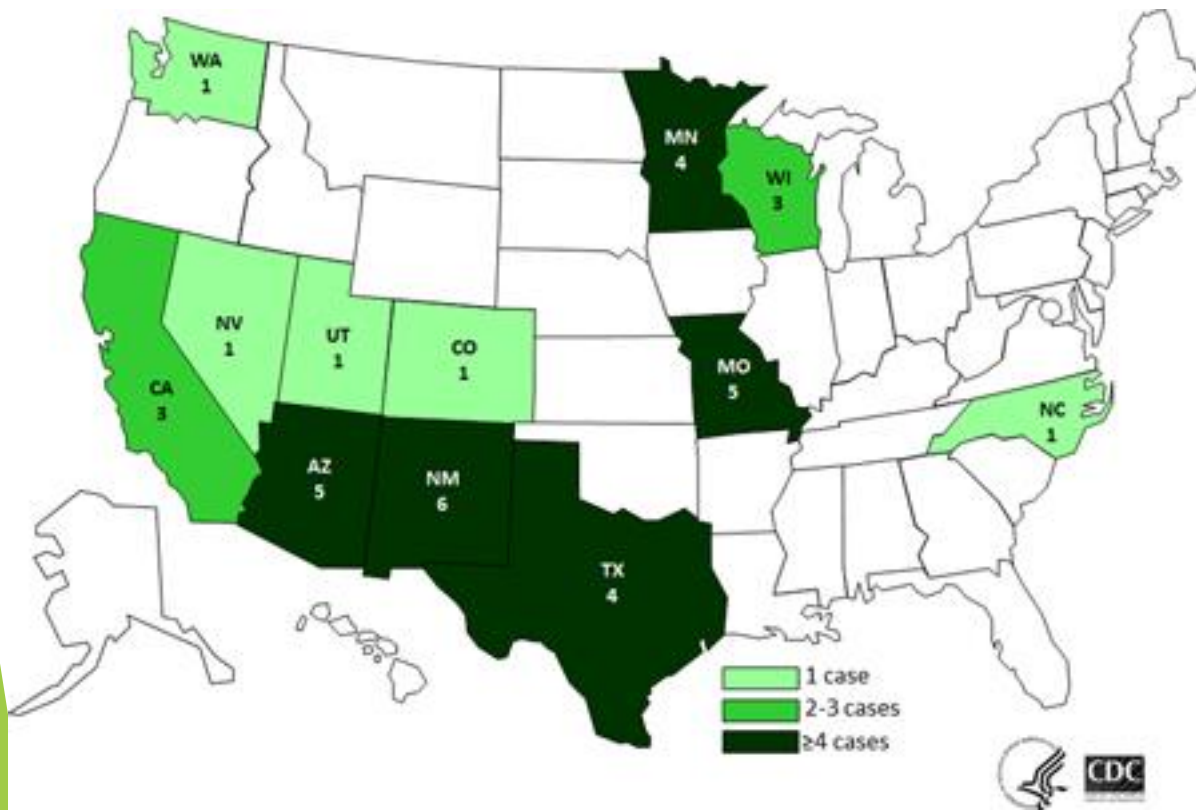 WA
1
MN
4
WI
3
NV
1
UT
1
CO
1
CA
3
MO
5
NC
1
AZ
5
NM
6
TX
4
1 case
2-3 cases
≥4 cases
CDC